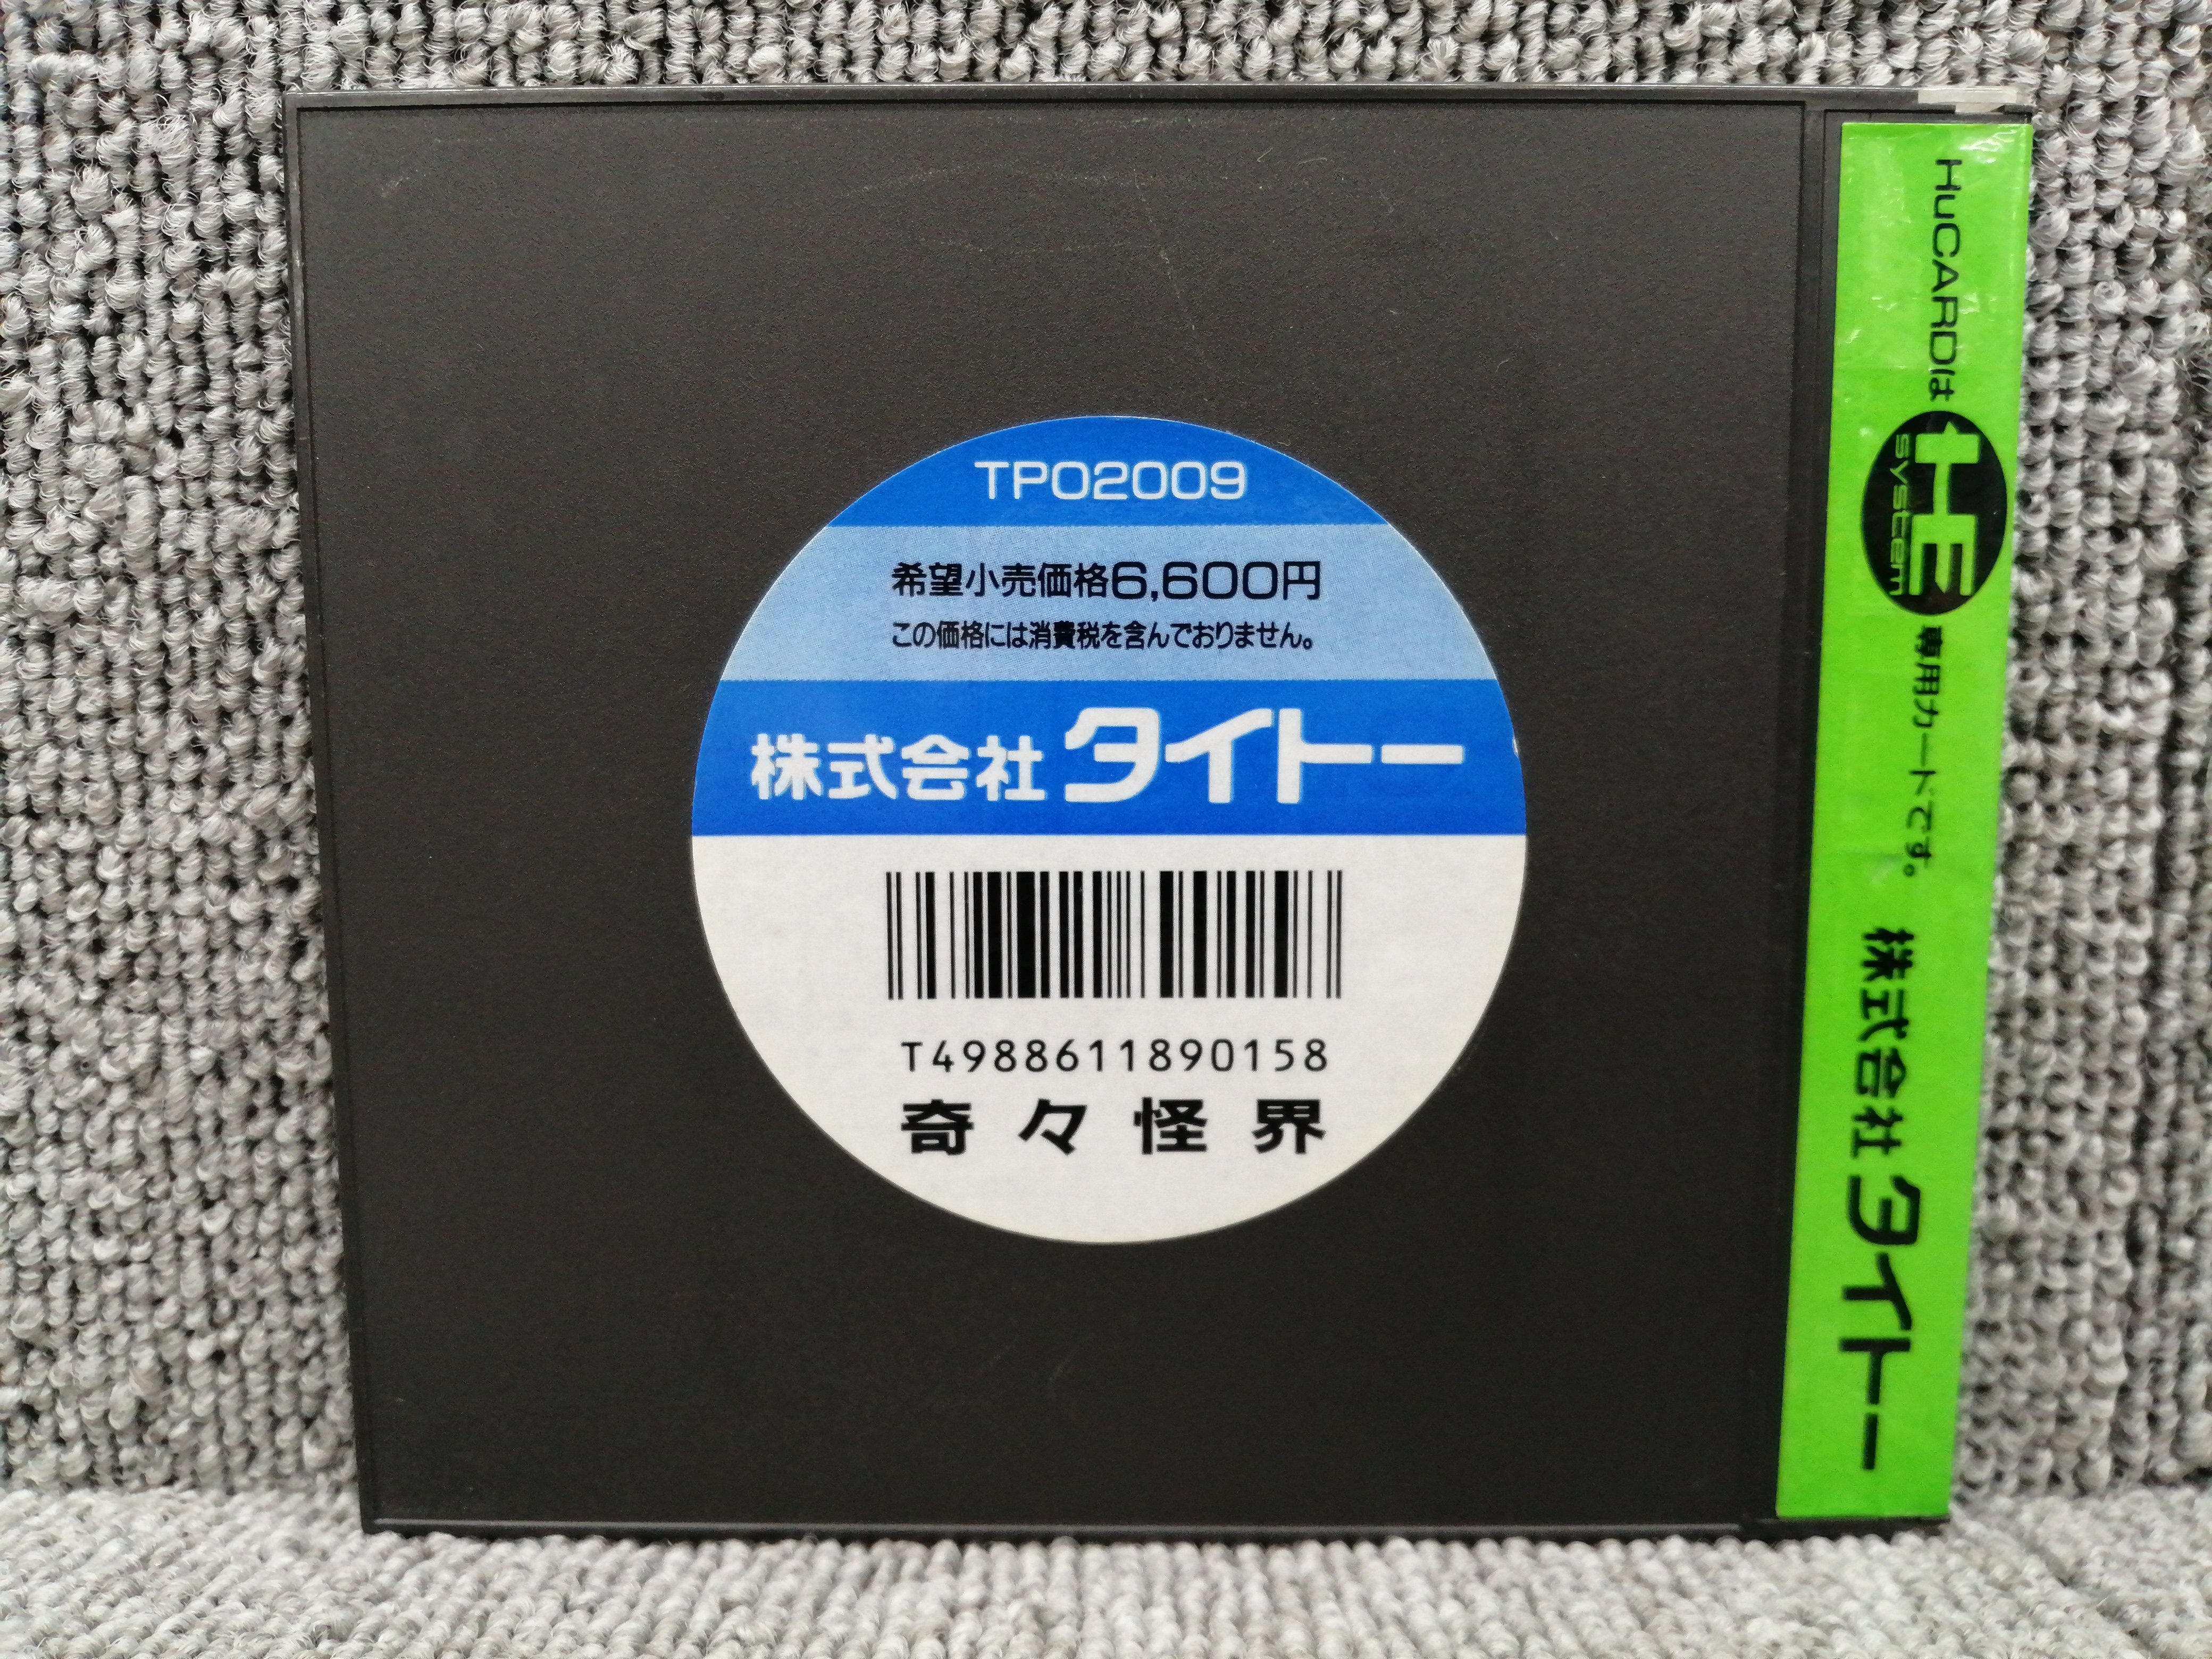 TP02009
希望小売価格6,600円
この価格には消費税を含んでおりません。
株式会社タイトー
T4988611890158
奇々怪界
HuCARDは HE system 専用カードです。 株式会社タイトー